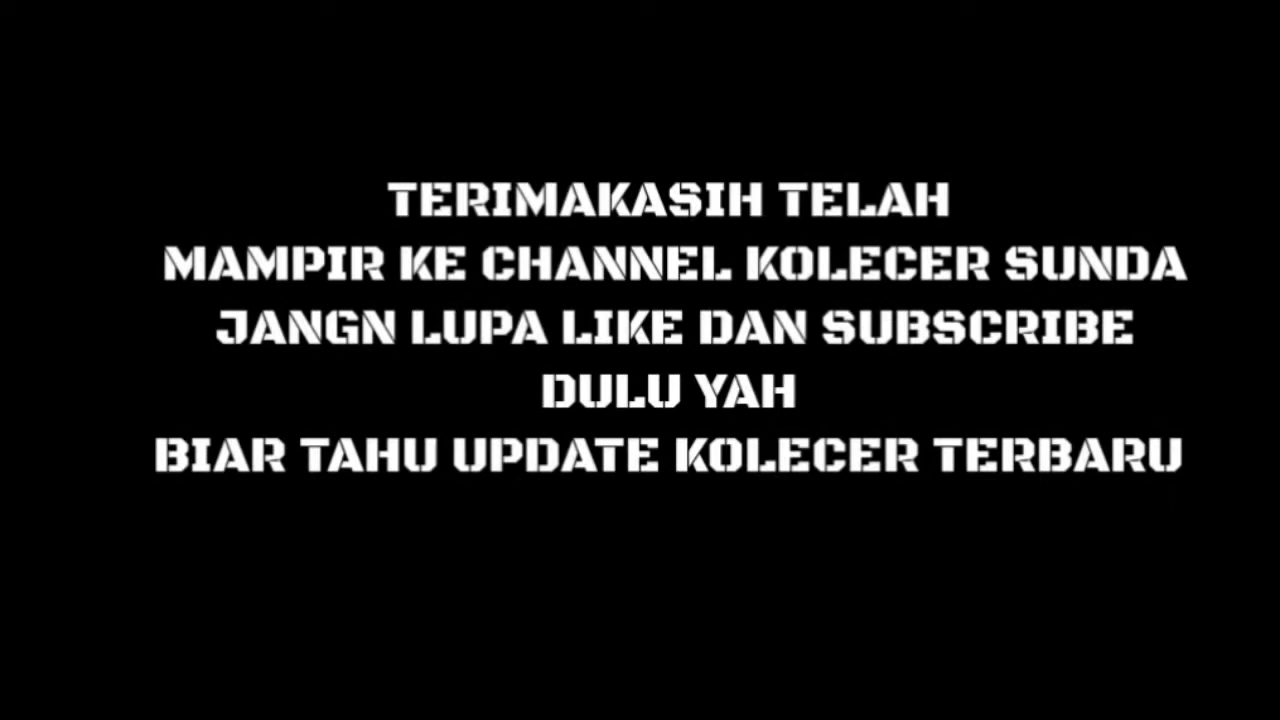 TERIMAKASIH TELAH
MAMPIR KE CHANNEL KOLECER SUNDA
JANGN LUPA LIKE DAN SUBSCRIBE
DULU YAH
BIAR TAHU UPDATE KOLECER TERBARU